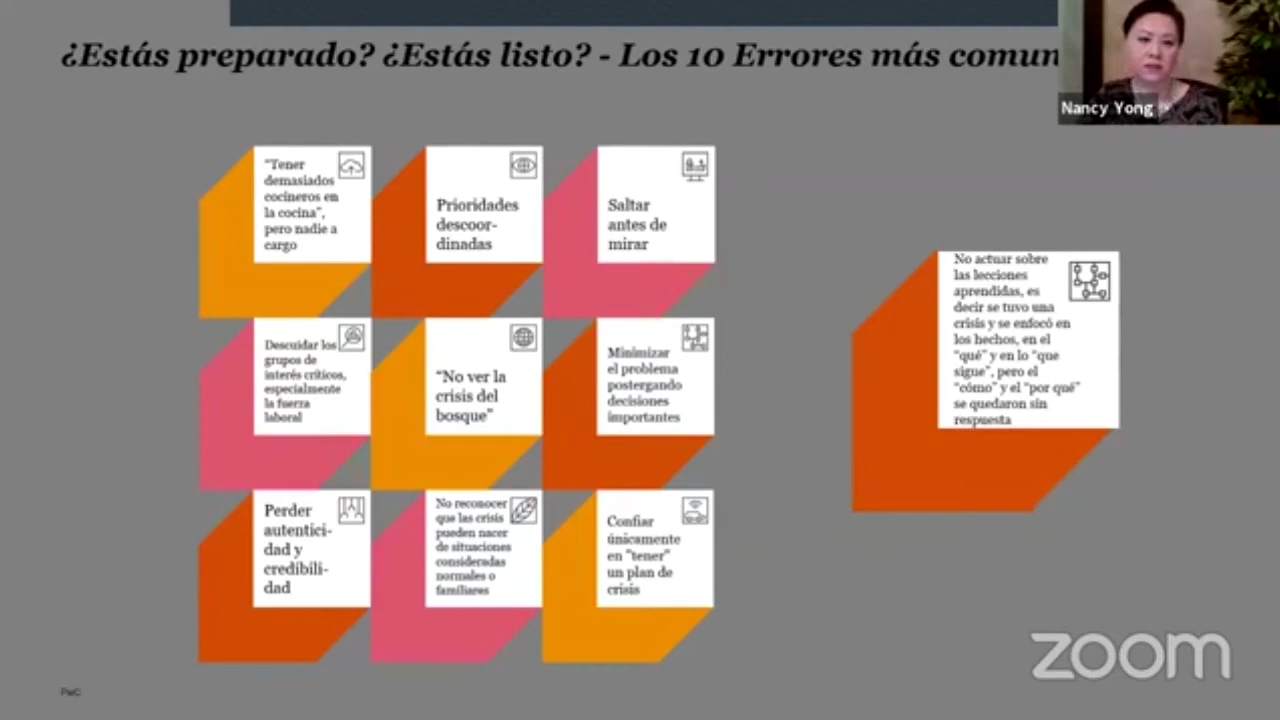 ¿Estás preparado? ¿Estás listo? - Los 10 Errores más comun
Nancy Yong
"Tener
demasiados
cocineros en
la cocina",
pero nadie a
cargo
Prioridades
descoor-
dinadas
Saltar
antes de
mirar
Descuidar los
grupos de
interés críticos,
especialmente
la fuerza
laboral
"No ver la
crisis del
bosque"
Minimizar
el problema
postergando
decisiones
importantes
Perder
autentici-
dad y
credibili-
dad
No reconocer
que las crisis
pueden nacer
de situaciones
consideradas
normales o
familiares
Confiar
únicamente
en "tener"
un plan de
crisis
No actuar sobre
las lecciones
aprendidas, es
decir se tuvo una
crisis y se enfocó en
los hechos, en el
"qué" y en lo "que
sigue", pero el
"cómo" y el "por qué"
se quedaron sin
respuesta
PwC
zoom